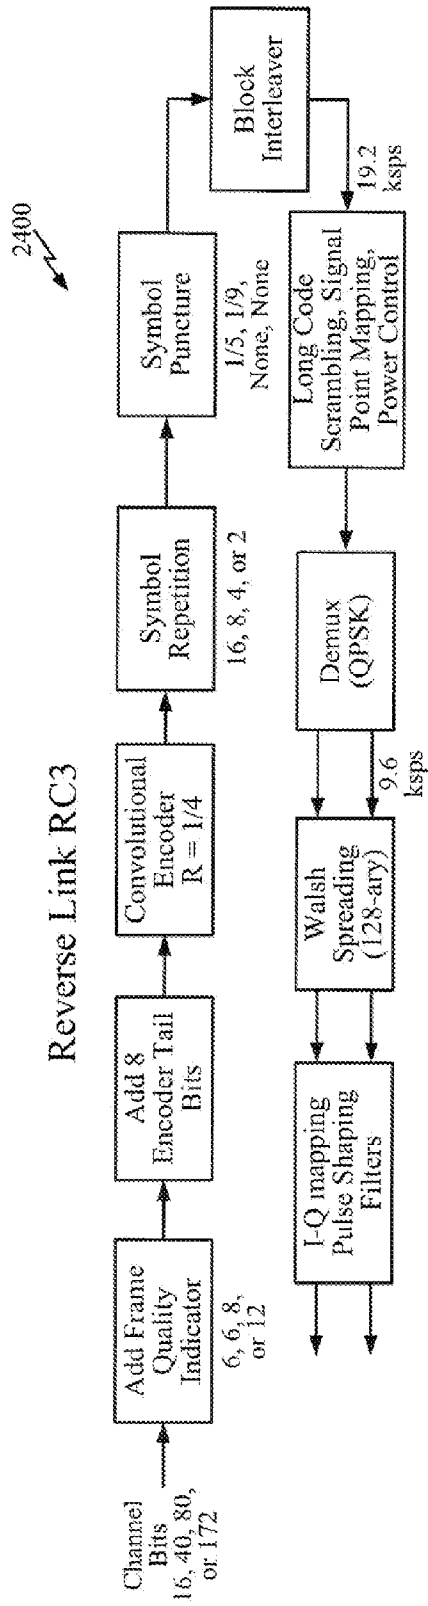 2400
Reverse Link RC3
Channel
Bits
16, 40, 80,
or 172
Add Frame
Quality
Indicator
6, 6, 8,
or 12
Add 8
Encoder Tail
Bits
Convolutional
Encoder
R = 1/4
Symbol
Repetition
16, 8, 4, or 2
Symbol
Puncture
1/5, 1/9,
None, None
Block
Interleaver
19.2
ksps
Long Code
Scrambling, Signal
Point Mapping,
Power Control
Demux
(QPSK)
9.6
ksps
Walsh
Spreading
(128-ary)
I-Q mapping
Pulse Shaping
Filters